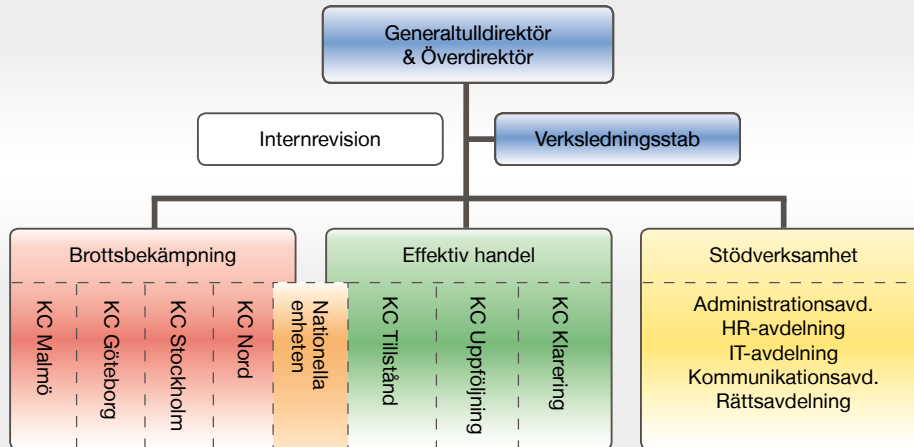 Generaltulldirektör
& Överdirektör
Internrevision
Verksledningsstab
Brottsbekämpning
KC Malmö
KC Göteborg
KC Stockholm
KC Nord
Nationella
enheten
Effektiv handel
KC Tillstånd
KC Uppföljning
KC Klarering
Stödverksamhet
Administrationsavd.
HR-avdelning
IT-avdelning
Kommunikationsavd.
Rättsavdelning